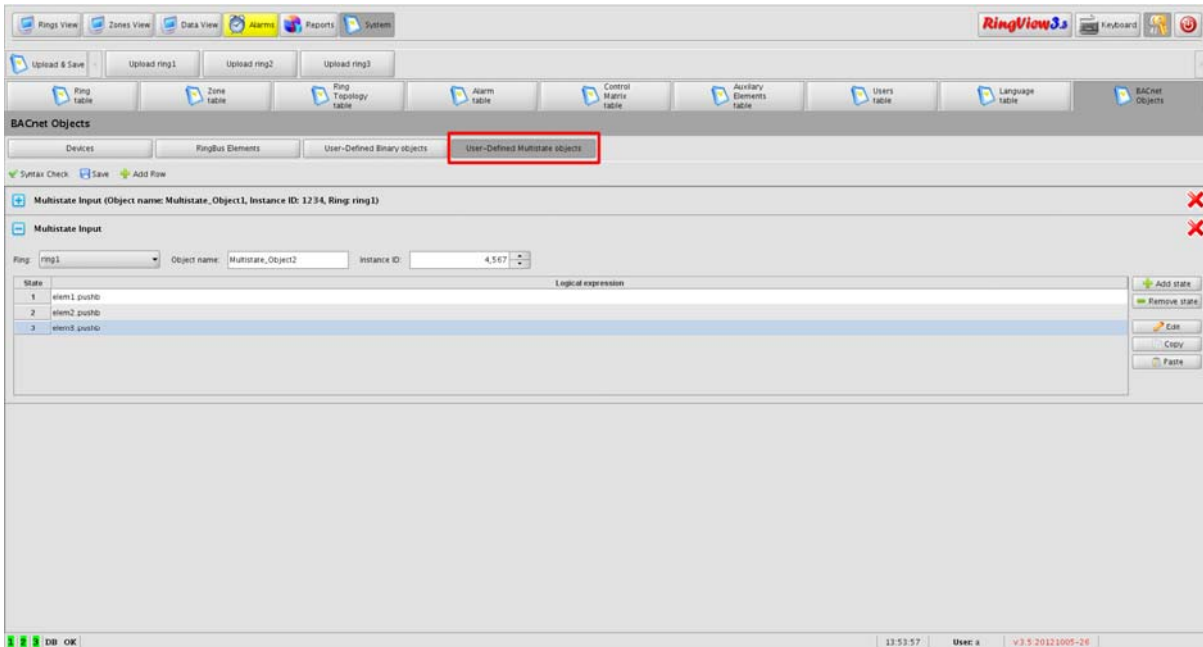 Rings View Zones View Data View Alarms Reports System RingView3.s Keyboard
Upload & Save Upload ring1 Upload ring2 Upload ring3
Ring table Zone table Ring Topology table Alarm table Control Matrix table Auxilary Elements table Users table Language table BACnet Objects
BACnet Objects
Devices RingBus Elements User-Defined Binary objects User-Defined Multistate objects
Syntax Check Save Add Row
Multistate Input (Object name: Multistate_Object1, Instance ID: 1234, Ring: ring1)
Multistate Input
Ring: ring1 Object name: Multistate_Object2 Instance ID: 4,567
State Logical expression
1 elem1.pushb
2 elem2.pushb
3 elem3.pushb
Add state
Remove state
Edit
Copy
Paste
1 2 3 DB OK 13:53:57 User: a v.3.5.20121005-26